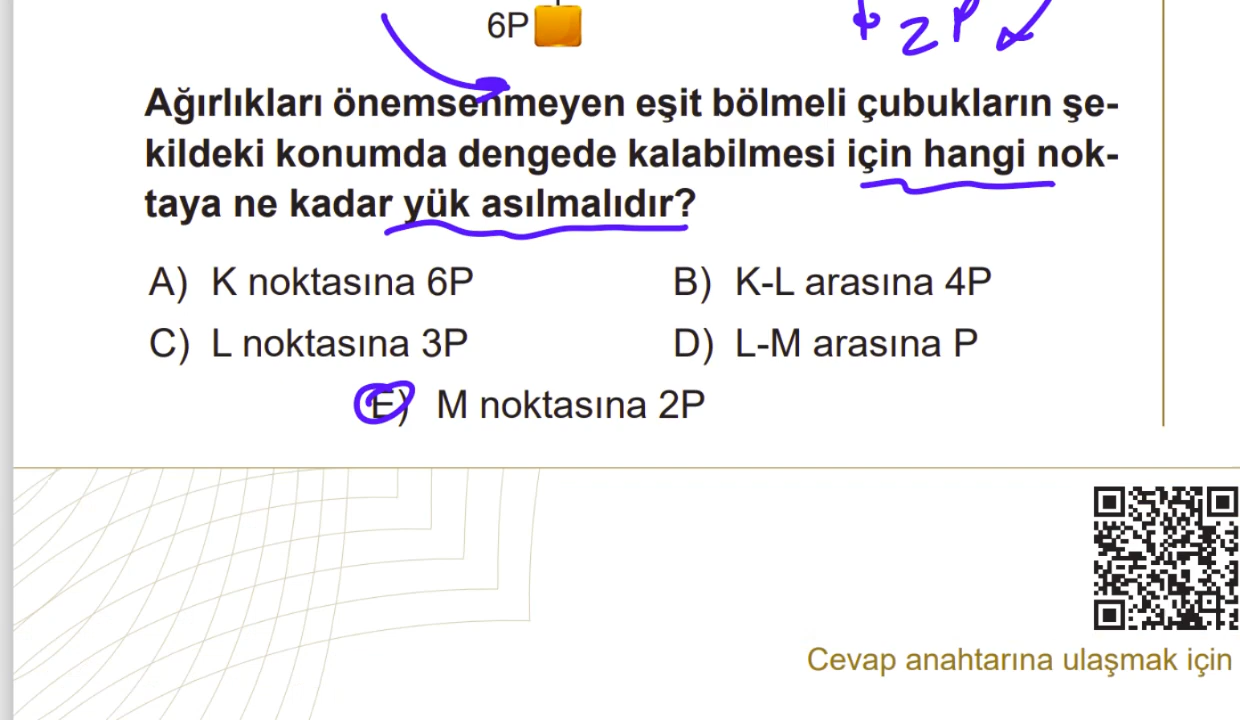 6P
2P
Ağırlıkları önemsenmeyen eşit bölmeli çubukların şe-
kildeki konumda dengede kalabilmesi için hangi nok-
taya ne kadar yük asılmalıdır?
A) K noktasına 6P
B) K-L arasına 4P
C) L noktasına 3P
D) L-M arasına P
E) M noktasına 2P
Cevap anahtarına ulaşmak için